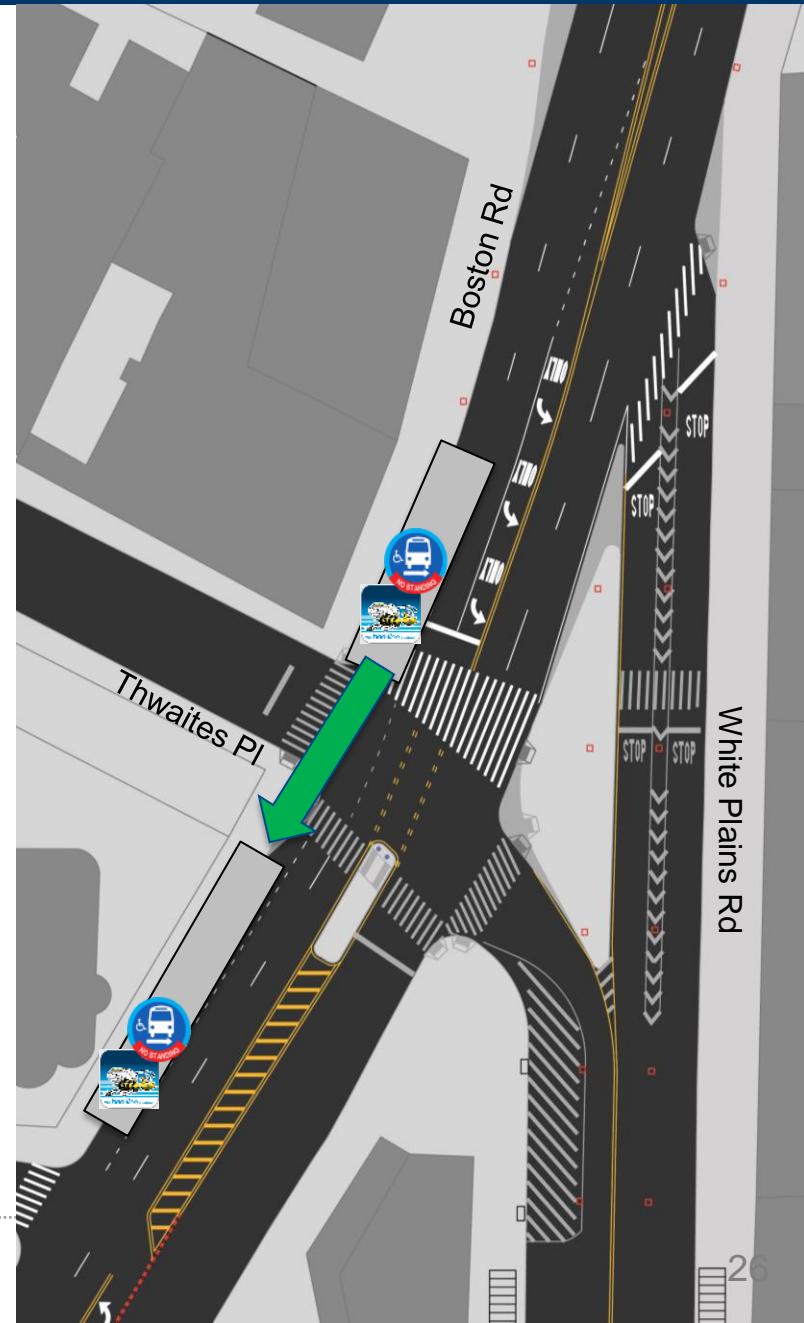 Boston Rd
ONLY
ONLY
ONLY
STOP
STOP
NO STANDING
Thwaites Pl
STOP
STOP
White Plains Rd
NO STANDING
26